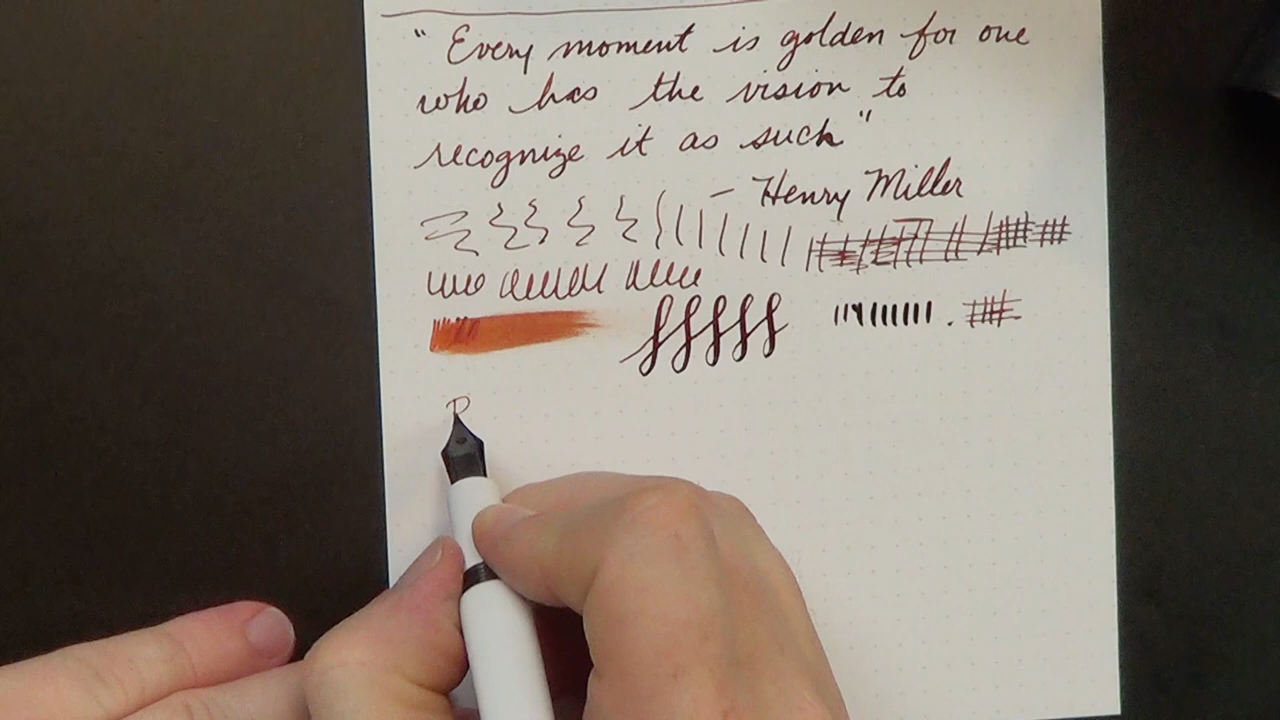 " Every moment is golden for one
who has the vision to
recognize it as such "
— Henry Miller
R